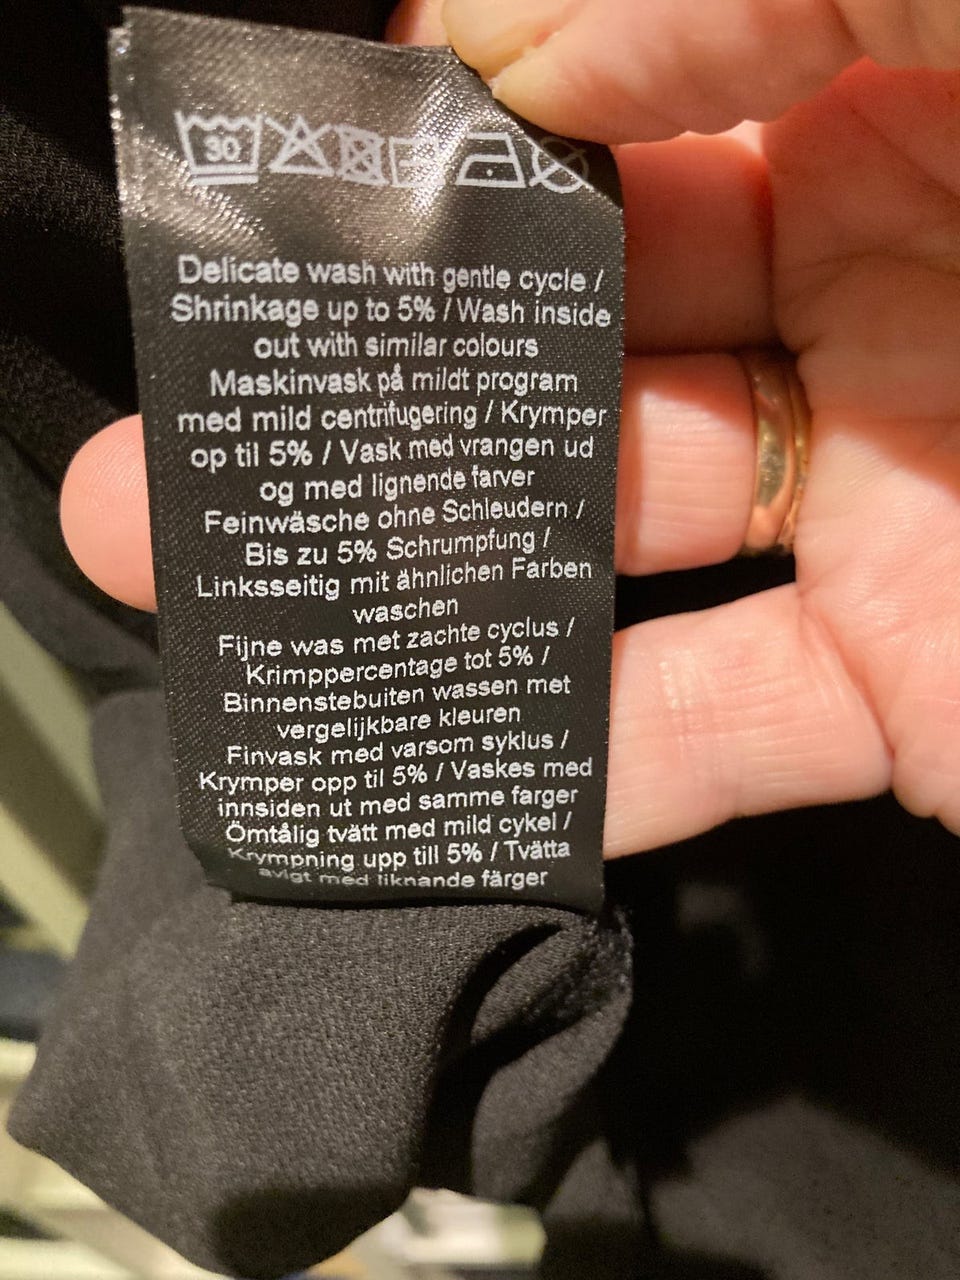 30
Delicate wash with gentle cycle /
Shrinkage up to 5% / Wash inside
out with similar colours
Maskinvask på mildt program
med mild centrifugering / Krymper
op til 5% / Vask med vrangen ud
og med lignende farver
Feinwäsche ohne Schleudern /
Bis zu 5% Schrumpfung /
Linksseitig mit ähnlichen Farben
waschen
Fijne was met zachte cyclus /
Krimppercentage tot 5% /
Binnenstebuiten wassen met
vergelijkbare kleuren
Finvask med varsom syklus /
Krymper opp til 5% / Vaskes med
innsiden ut med samme farger
Ömtålig tvätt med mild cykel /
Krympning upp till 5% / Tvätta
avigt med liknande färger